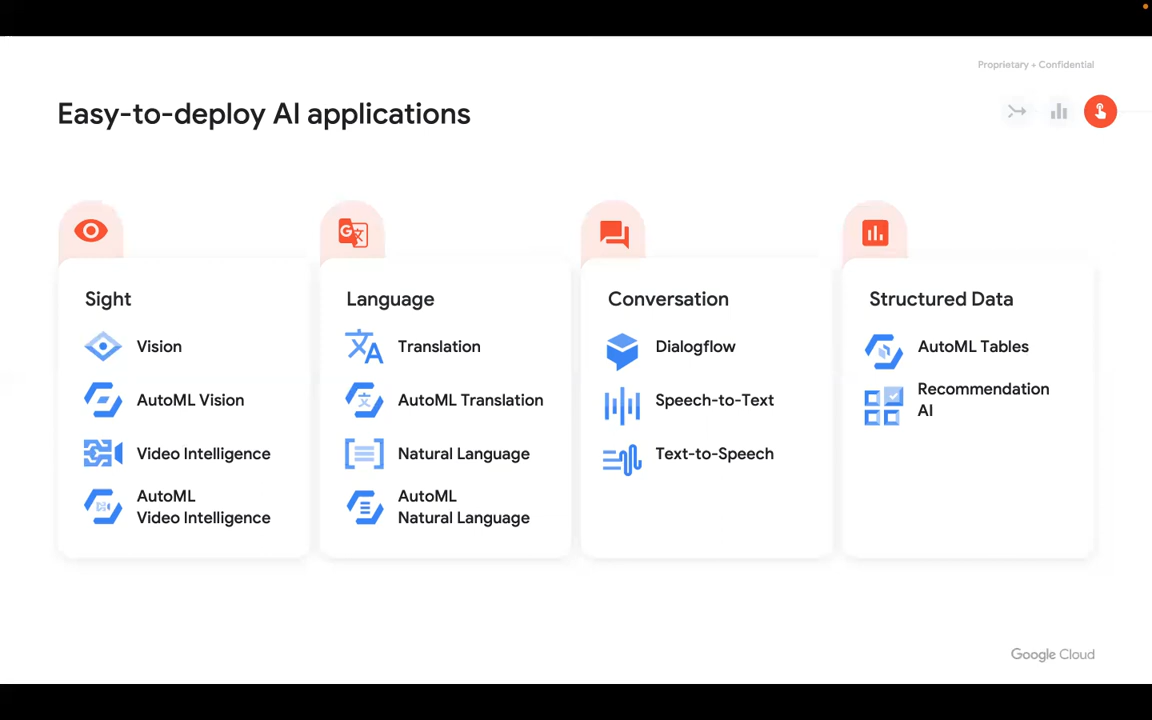 Proprietary + Confidential
Easy-to-deploy AI applications
Sight
Vision
AutoML Vision
Video Intelligence
AutoML
Video Intelligence
Language
Translation
AutoML Translation
Natural Language
AutoML
Natural Language
Conversation
Dialogflow
Speech-to-Text
Text-to-Speech
Structured Data
AutoML Tables
Recommendation
AI
Google Cloud